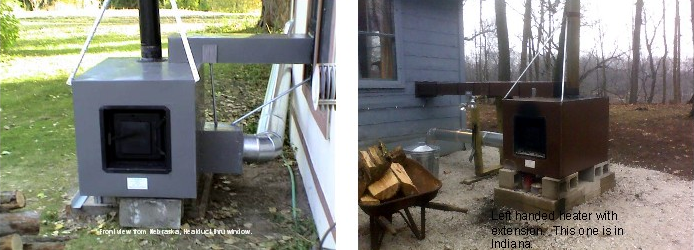 Front view from Nebraska, Heat duct thru window.
Left handed heater with
extension. This one is in
Indiana.